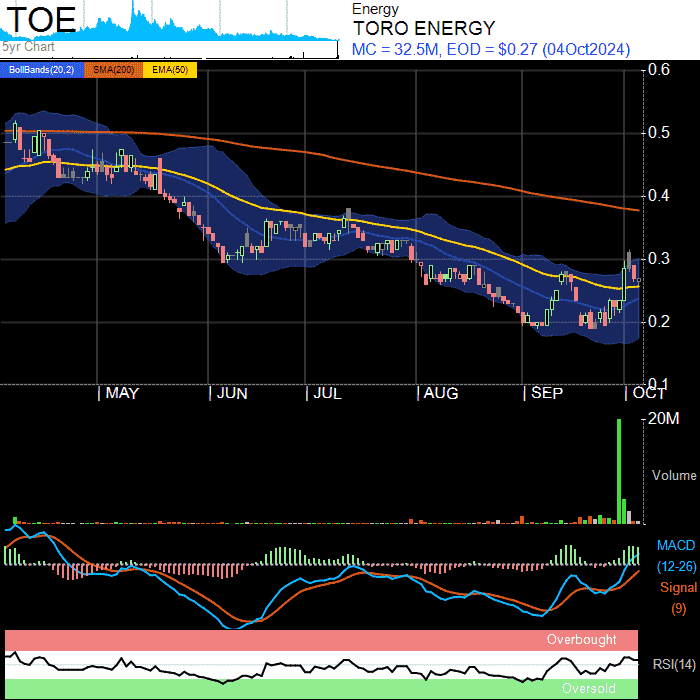 TOE
5yr Chart
Energy
TORO ENERGY
MC = 32.5M, EOD = $0.27 (04Oct2024)
BollBands(20,2) SMA(200) EMA(50)
0.6
0.5
0.4
0.3
0.2
0.1
MAY JUN JUL AUG SEP OCT
20M
Volume
MACD
(12-26)
Signal
(9)
Overbought
RSI(14)
Oversold